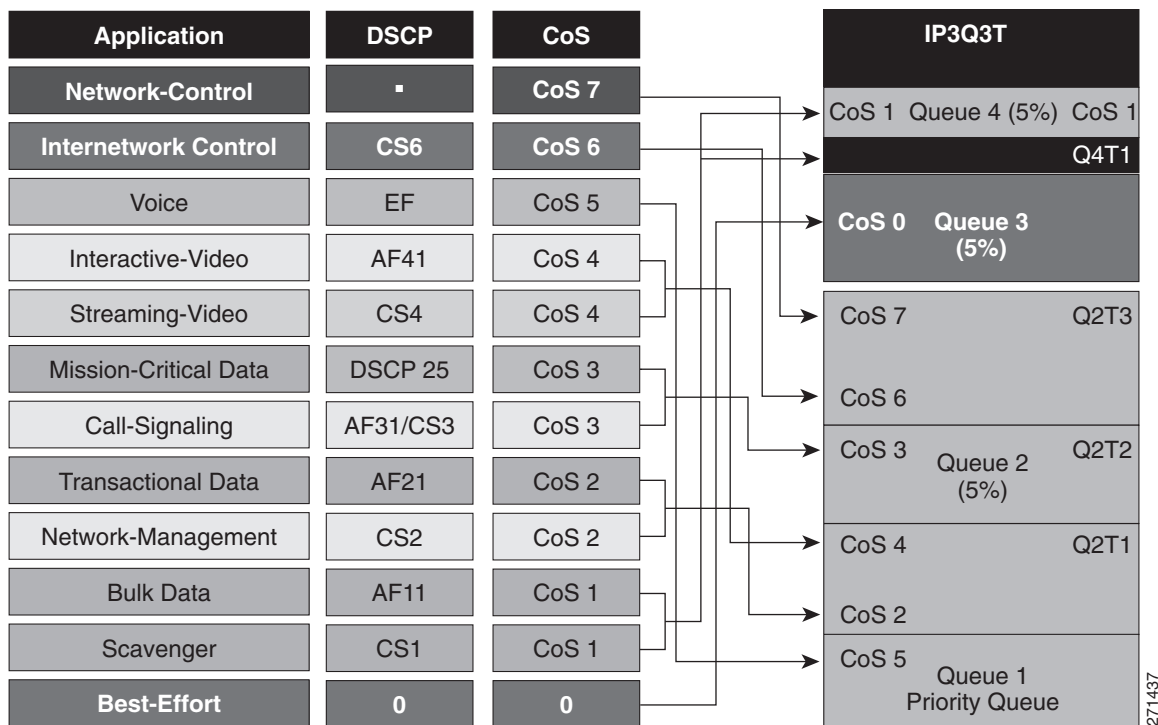 Application DSCP CoS
Network-Control - CoS 7
Internetwork Control CS6 CoS 6
Voice EF CoS 5
Interactive-Video AF41 CoS 4
Streaming-Video CS4 CoS 4
Mission-Critical Data DSCP 25 CoS 3
Call-Signaling AF31/CS3 CoS 3
Transactional Data AF21 CoS 2
Network-Management CS2 CoS 2
Bulk Data AF11 CoS 1
Scavenger CS1 CoS 1
Best-Effort 0 0
IP3Q3T
CoS 1 Queue 4 (5%) CoS 1
Q4T1
CoS 0 Queue 3
(5%)
CoS 7 Q2T3
CoS 6
CoS 3 Queue 2 Q2T2
(5%)
CoS 4 Q2T1
CoS 2
CoS 5 Queue 1
Priority Queue
271437